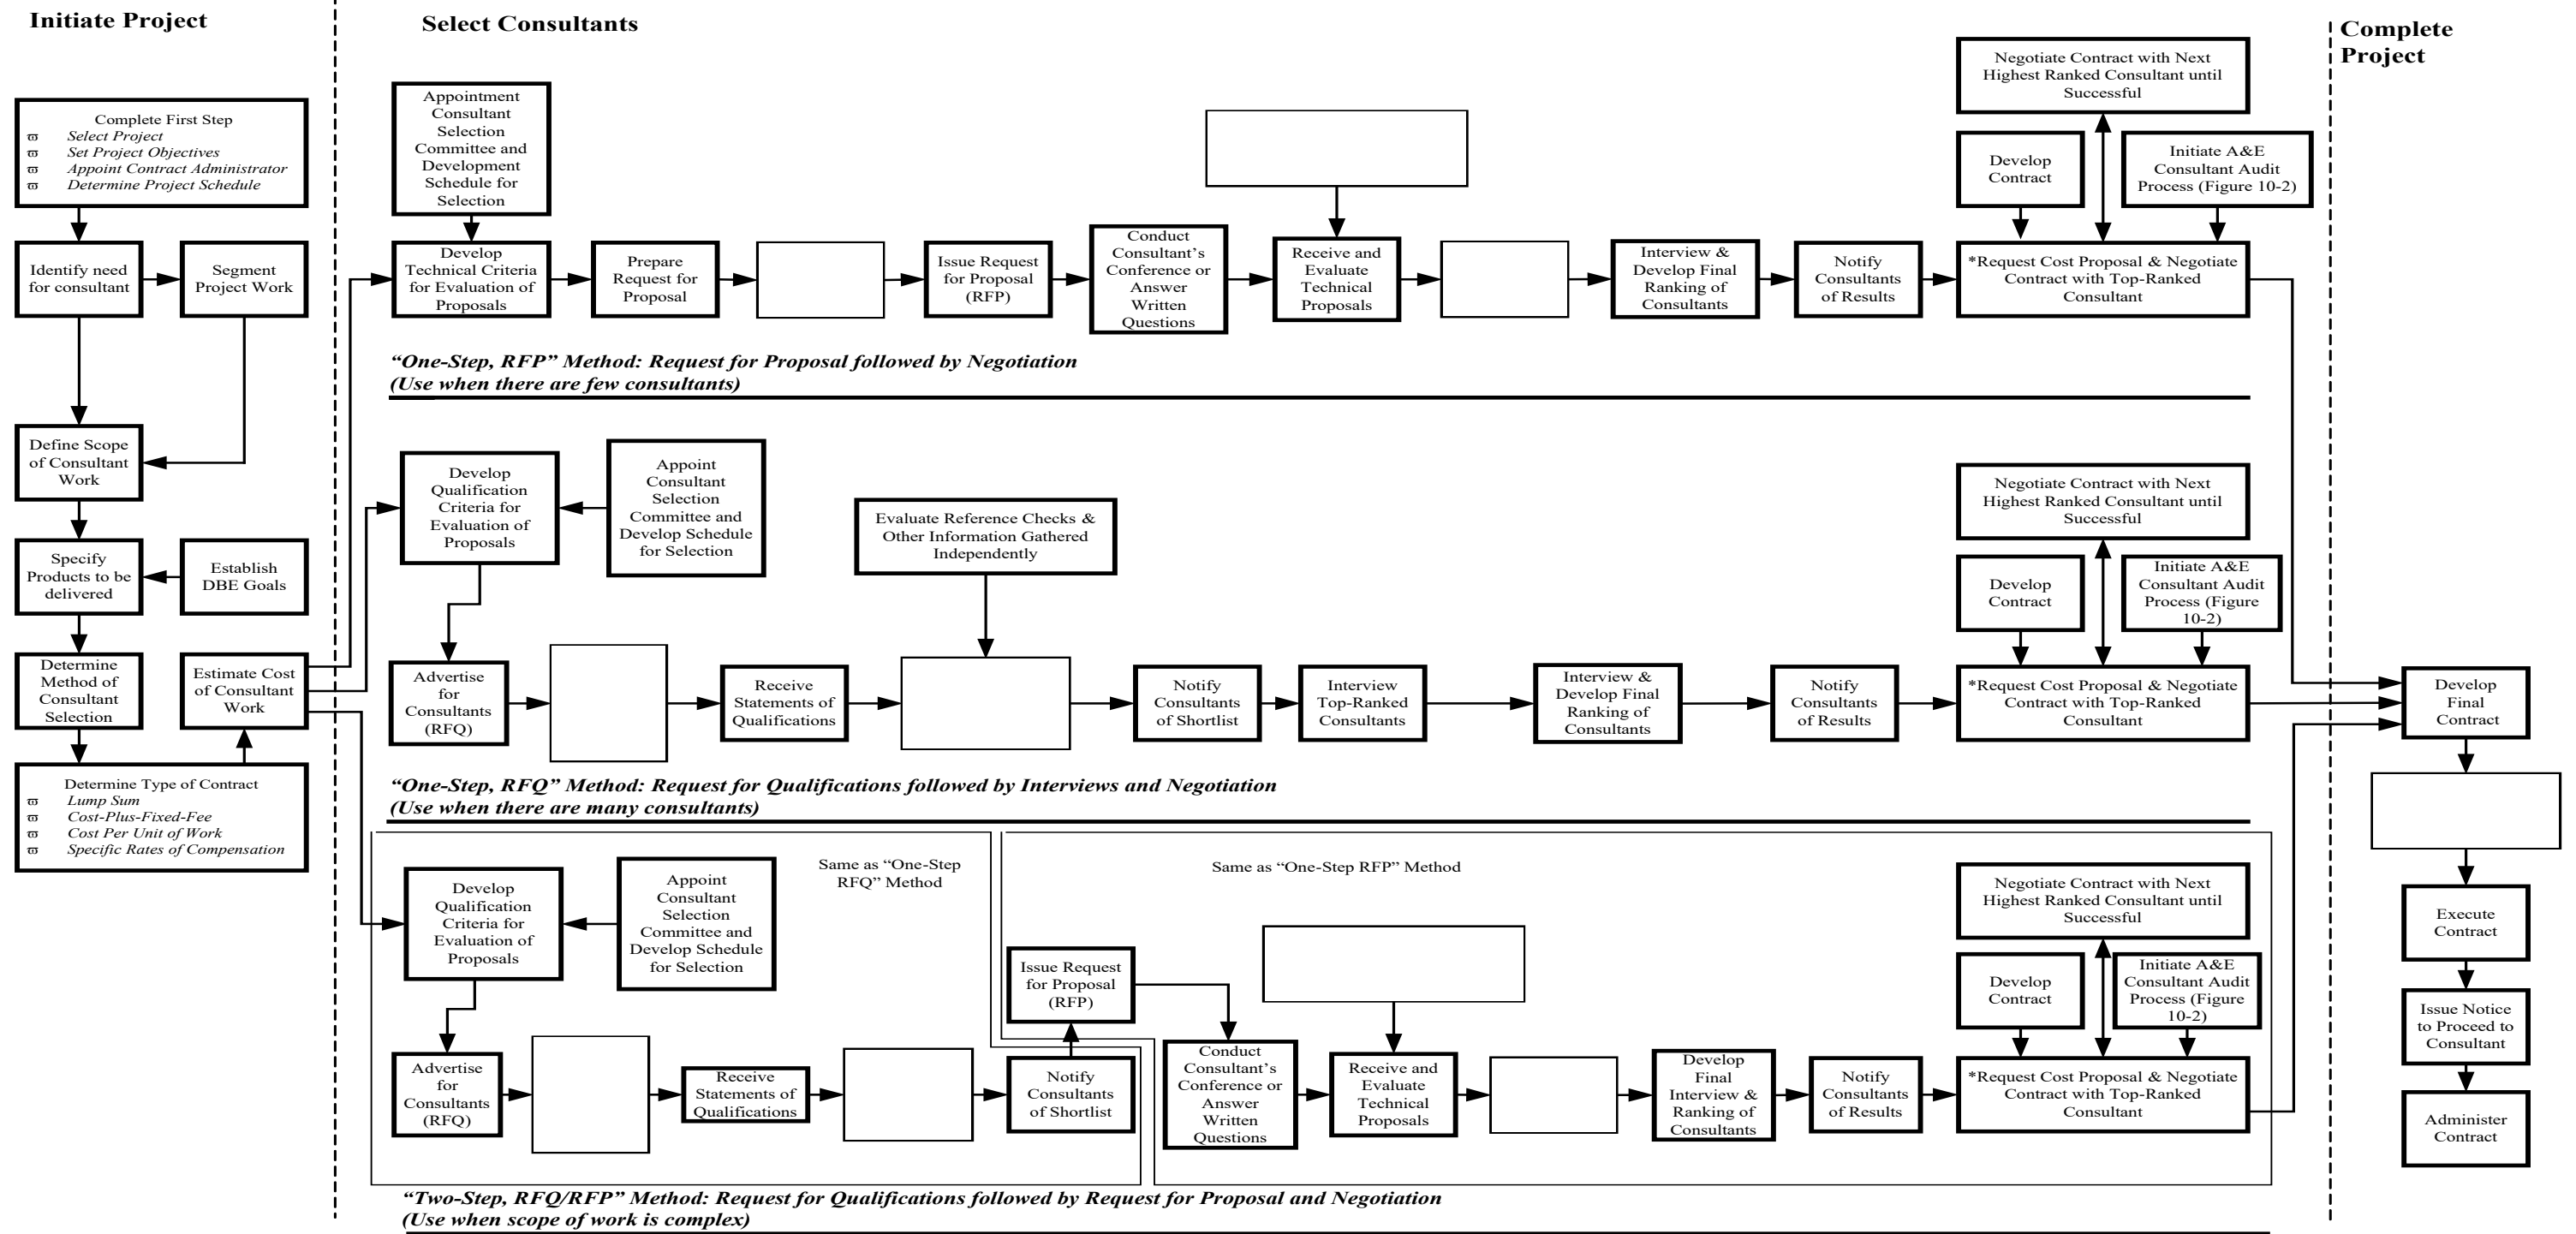 Initiate Project
Complete First Step
ϖ Select Project
ϖ Set Project Objectives
ϖ Appoint Contract Administrator
ϖ Determine Project Schedule
Identify need
for consultant
Segment
Project Work
Define Scope
of Consultant
Work
Specify
Products to be
delivered
Establish
DBE Goals
Determine
Method of
Consultant
Selection
Estimate Cost
of Consultant
Work
Determine Type of Contract
ϖ Lump Sum
ϖ Cost-Plus-Fixed-Fee
ϖ Cost Per Unit of Work
ϖ Specific Rates of Compensation
Select Consultants
Appointment
Consultant
Selection
Committee and
Development
Schedule for
Selection
Develop
Technical Criteria
for Evaluation of
Proposals
Prepare
Request for
Proposal
Issue Request
for Proposal
(RFP)
Conduct
Consultant’s
Conference or
Answer
Written
Questions
Receive and
Evaluate
Technical
Proposals
Interview &
Develop Final
Ranking of
Consultants
Notify
Consultants
of Results
Negotiate Contract with Next
Highest Ranked Consultant until
Successful
Develop
Contract
Initiate A&E
Consultant Audit
Process (Figure 10-2)
*Request Cost Proposal & Negotiate
Contract with Top-Ranked
Consultant
“One-Step, RFP” Method: Request for Proposal followed by Negotiation
(Use when there are few consultants)
Develop
Qualification
Criteria for
Evaluation of
Proposals
Appoint
Consultant
Selection
Committee and
Develop Schedule
for Selection
Evaluate Reference Checks &
Other Information Gathered
Independently
Advertise
for
Consultants
(RFQ)
Receive
Statements of
Qualifications
Notify
Consultants
of Shortlist
Interview
Top-Ranked
Consultants
Interview &
Develop Final
Ranking of
Consultants
Notify
Consultants
of Results
Negotiate Contract with Next
Highest Ranked Consultant until
Successful
Develop
Contract
Initiate A&E
Consultant Audit
Process (Figure
10-2)
*Request Cost Proposal & Negotiate
Contract with Top-Ranked
Consultant
“One-Step, RFQ” Method: Request for Qualifications followed by Interviews and Negotiation
(Use when there are many consultants)
Develop
Qualification
Criteria for
Evaluation of
Proposals
Appoint
Consultant
Selection
Committee and
Develop Schedule
for Selection
Same as “One-Step
RFQ” Method
Advertise
for
Consultants
(RFQ)
Receive
Statements of
Qualifications
Notify
Consultants
of Shortlist
Issue Request
for Proposal
(RFP)
Same as “One-Step RFP” Method
Conduct
Consultant’s
Conference or
Answer
Written
Questions
Receive and
Evaluate
Technical
Proposals
Develop
Final
Interview &
Ranking of
Consultants
Notify
Consultants
of Results
Negotiate Contract with Next
Highest Ranked Consultant until
Successful
Develop
Contract
Initiate A&E
Consultant Audit
Process (Figure
10-2)
*Request Cost Proposal & Negotiate
Contract with Top-Ranked
Consultant
“Two-Step, RFQ/RFP” Method: Request for Qualifications followed by Request for Proposal and Negotiation
(Use when scope of work is complex)
Complete
Project
Develop
Final
Contract
Execute
Contract
Issue Notice
to Proceed to
Consultant
Administer
Contract